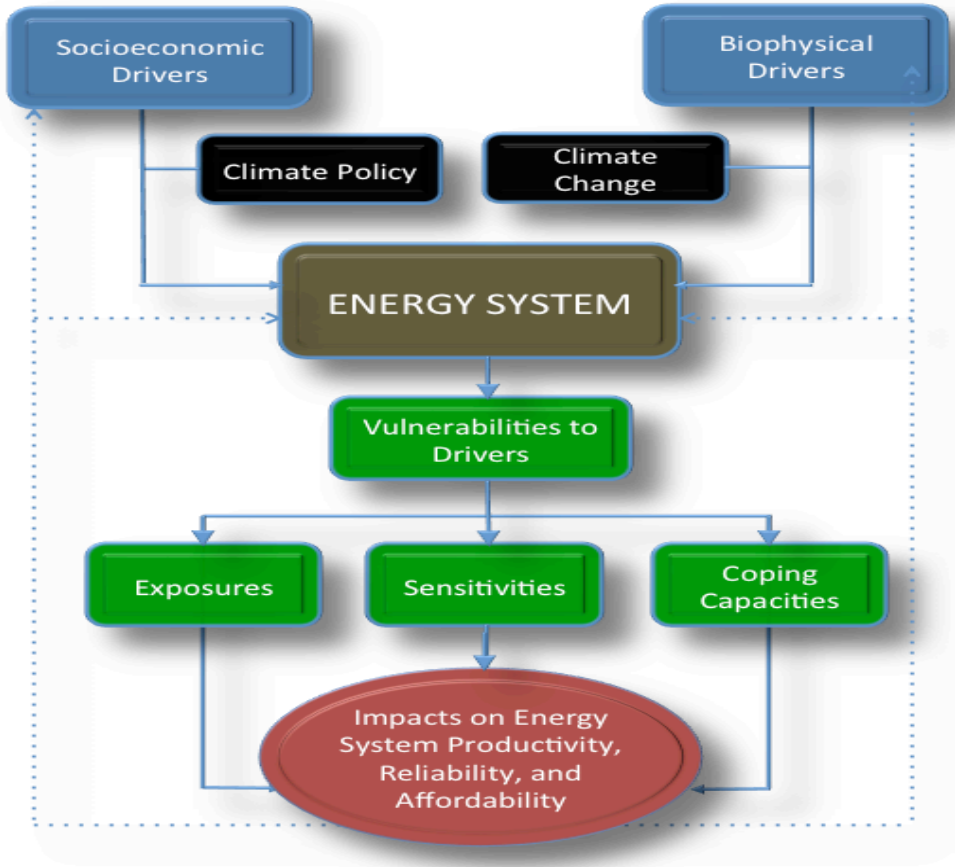 Socioeconomic
Drivers
Biophysical
Drivers
Climate Policy
Climate
Change
ENERGY SYSTEM
Vulnerabilities to
Drivers
Exposures
Sensitivities
Coping
Capacities
Impacts on Energy
System Productivity,
Reliability, and
Affordability